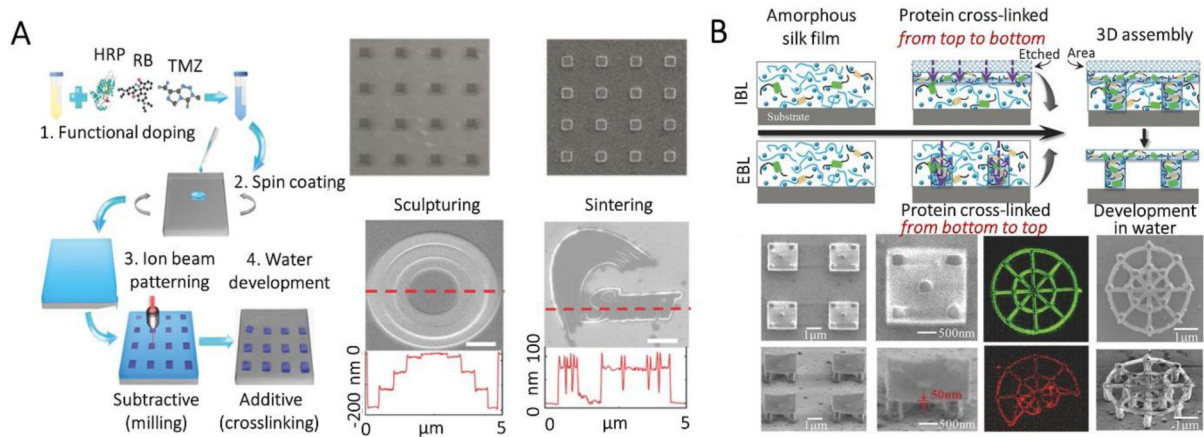 A
HRP
RB
TMZ
1. Functional doping
2. Spin coating
3. Ion beam
patterning
4. Water
development
Subtractive
(milling)
Additive
(crosslinking)
Sculpturing
Sintering
0
-200 nm
0
5
μm
100
nm
0
0
5
μm
B
Amorphous
silk film
Protein cross-linked
from top to bottom
Etched
Area
3D assembly
IBL
Substrate
EBL
Protein cross-linked
from bottom to top
Development
in water
1μm
500nm
1μm
1μm
50nm
500nm
1μm